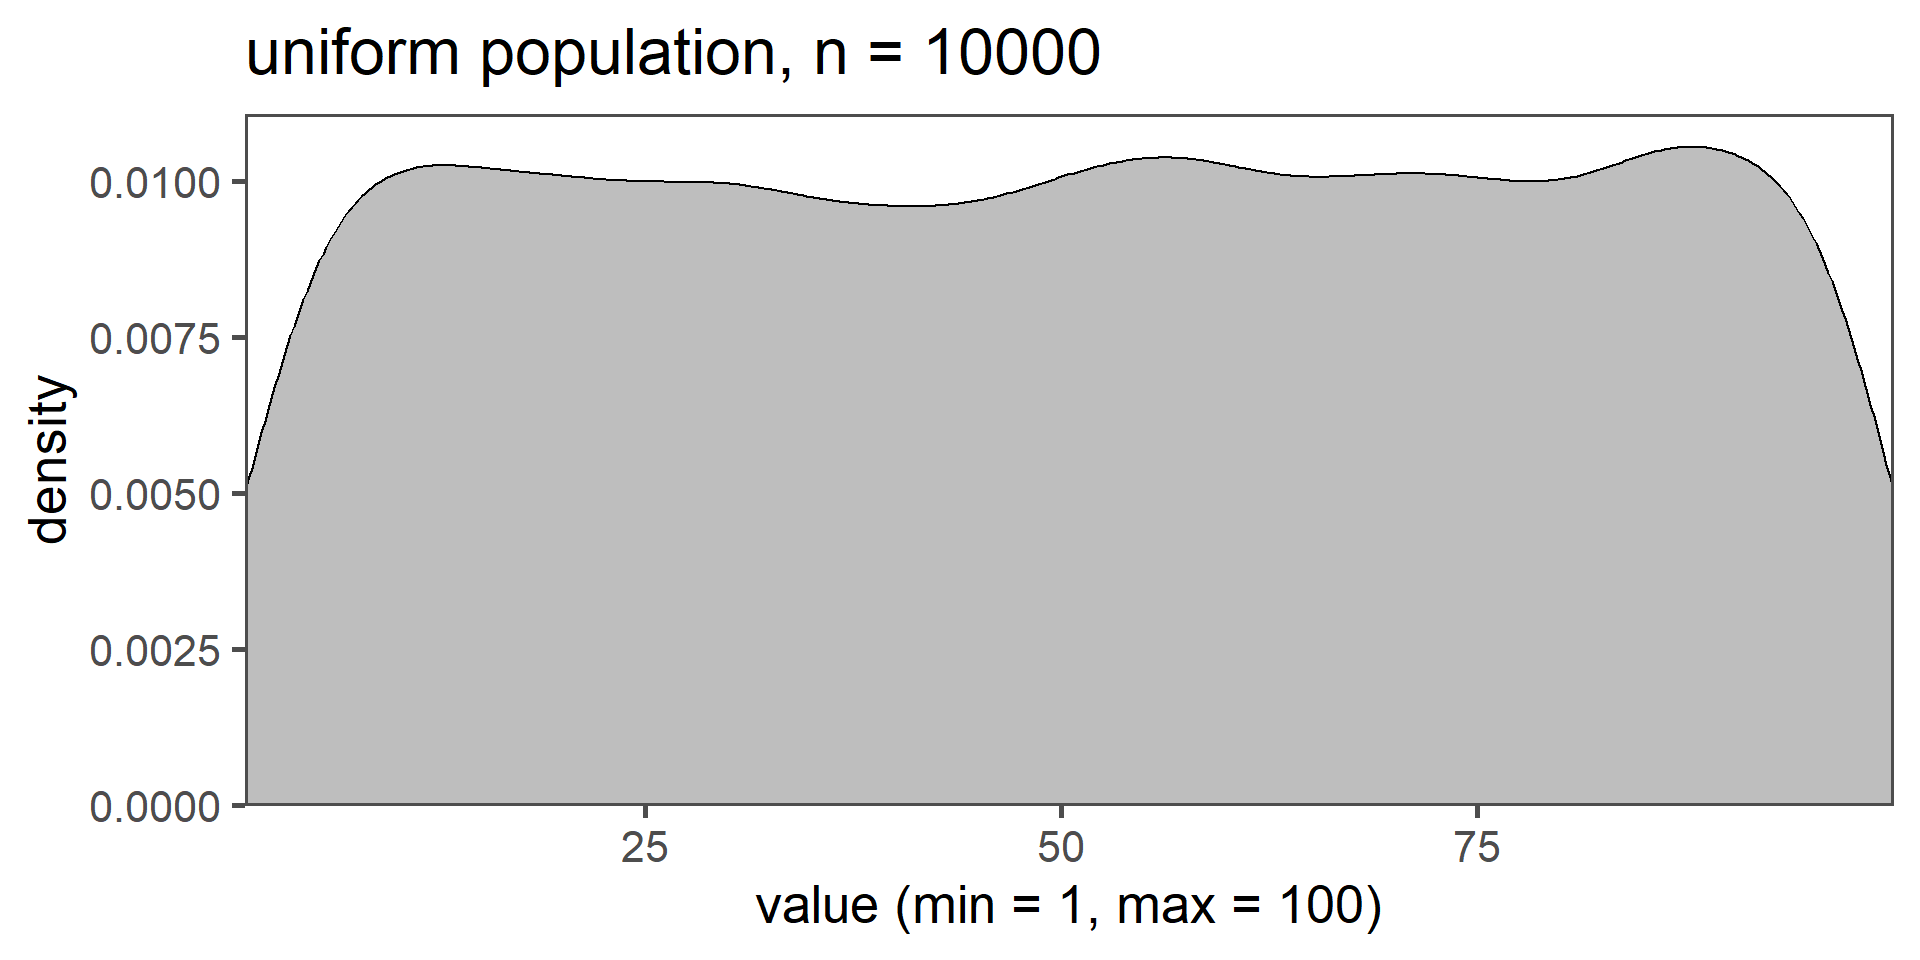 uniform population, n = 10000
density
0.0100
0.0075
0.0050
0.0025
0.0000
25
50
75
value (min = 1, max = 100)